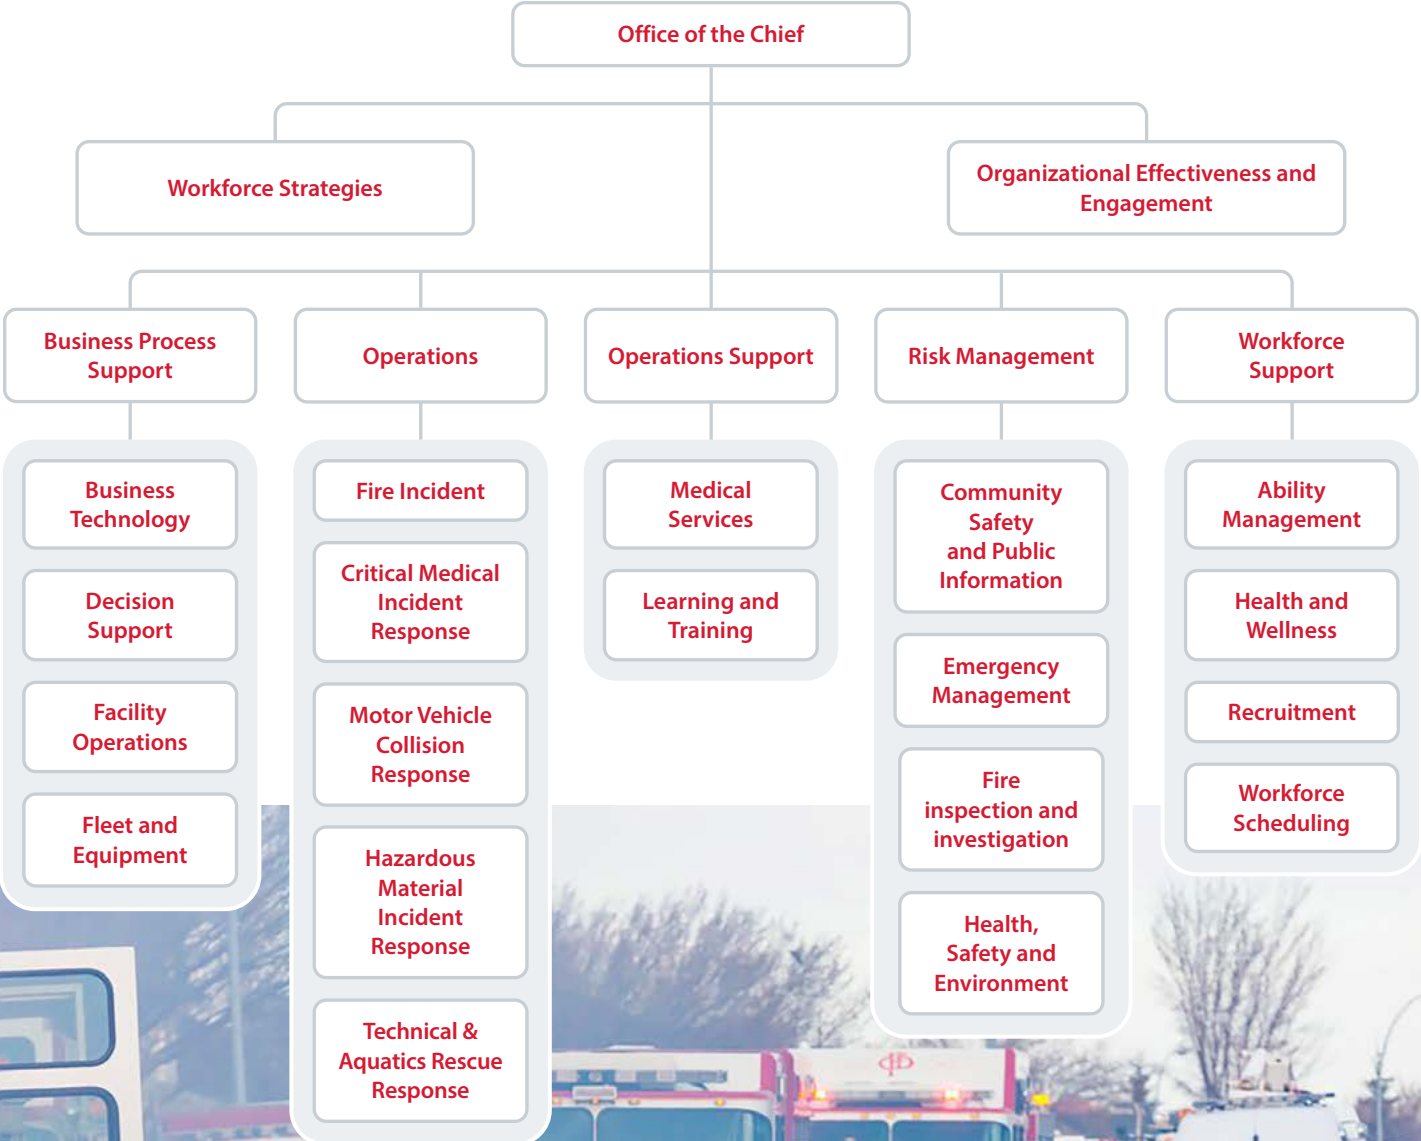 Office of the Chief
Workforce Strategies
Organizational Effectiveness and
Engagement
Business Process
Support
Operations
Operations Support
Risk Management
Workforce
Support
Business
Technology
Decision
Support
Facility
Operations
Fleet and
Equipment
Fire Incident
Critical Medical
Incident
Response
Motor Vehicle
Collision
Response
Hazardous
Material
Incident
Response
Technical &
Aquatics Rescue
Response
Medical
Services
Learning and
Training
Community
Safety
and Public
Information
Emergency
Management
Fire
inspection and
investigation
Health,
Safety and
Environment
Ability
Management
Health and
Wellness
Recruitment
Workforce
Scheduling